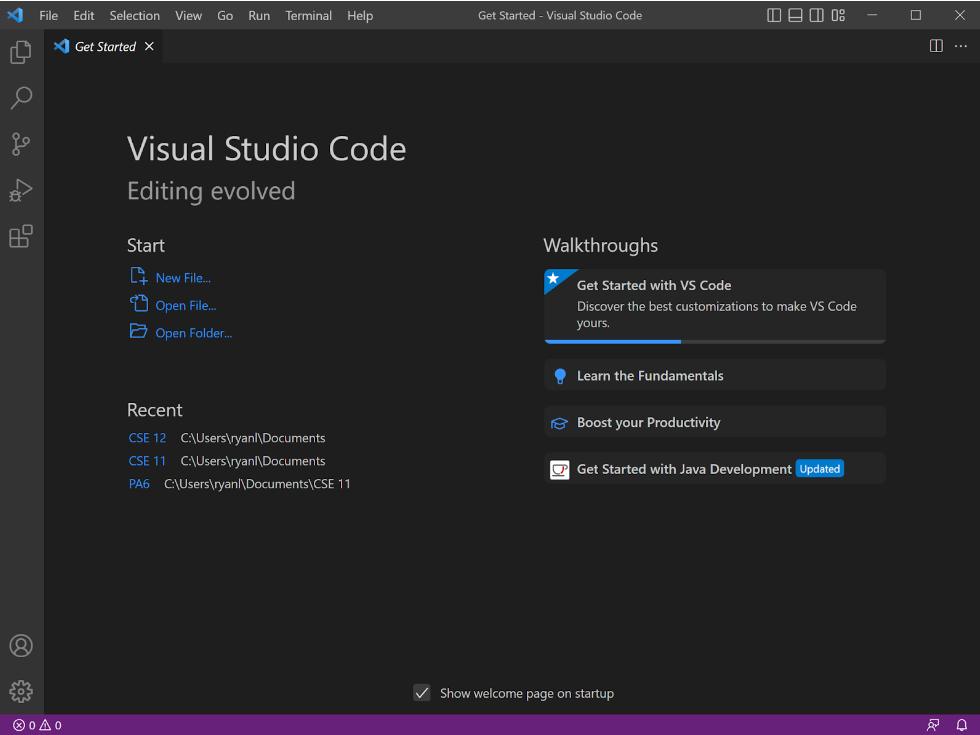 File Edit Selection View Go Run Terminal Help Get Started - Visual Studio Code
Get Started
Visual Studio Code
Editing evolved
Start
New File...
Open File...
Open Folder...
Recent
CSE 12 C:\Users\ryanl\Documents
CSE 11 C:\Users\ryanl\Documents
PA6 C:\Users\ryanl\Documents\CSE 11
Walkthroughs
Get Started with VS Code
Discover the best customizations to make VS Code
yours.
Learn the Fundamentals
Boost your Productivity
Get Started with Java Development Updated
Show welcome page on startup
0 0